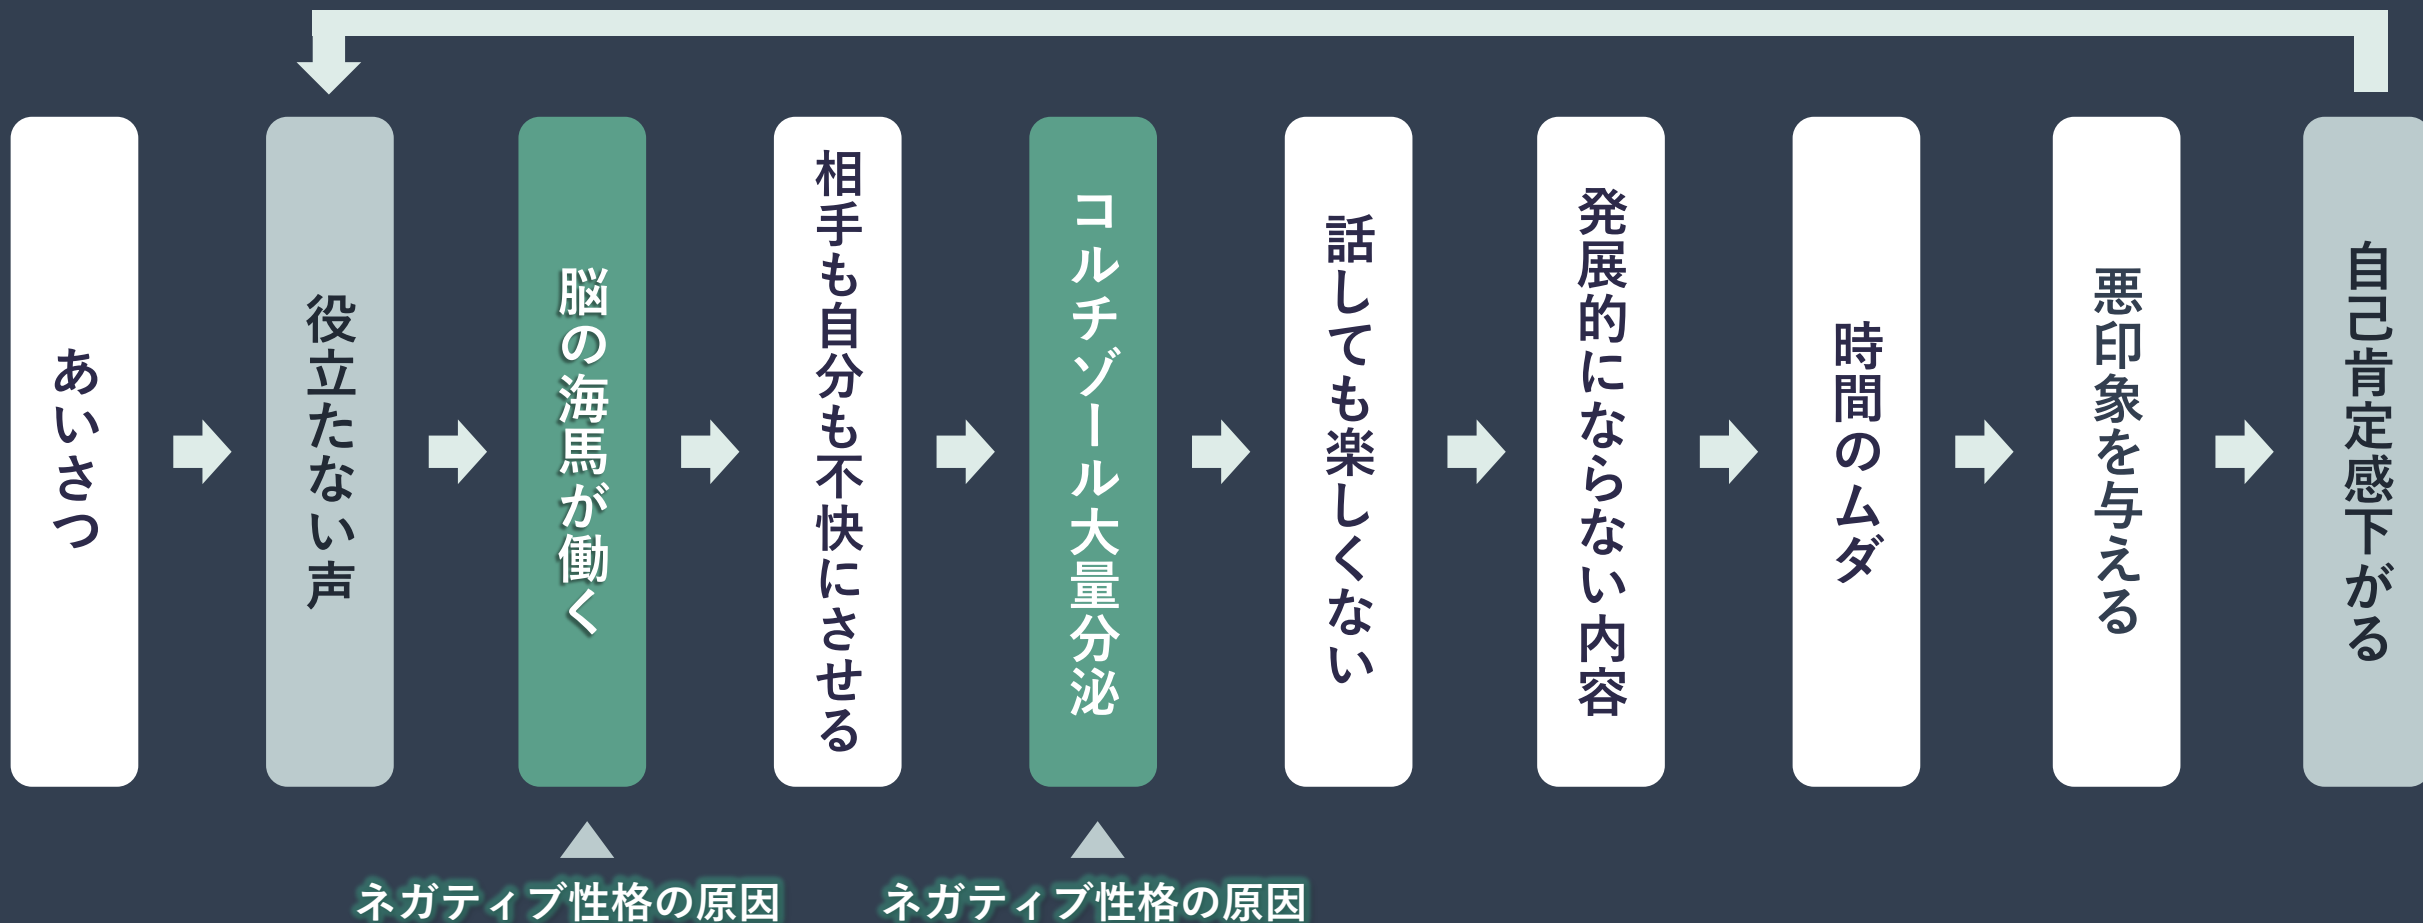 あいさつ
役立たない声
脳の海馬が働く
相手も自分も不快にさせる
コルチゾール大量分泌
話しても楽しくない
発展的にならない内容
時間のムダ
悪印象を与える
自己肯定感下がる
ネガティブ性格の原因
ネガティブ性格の原因